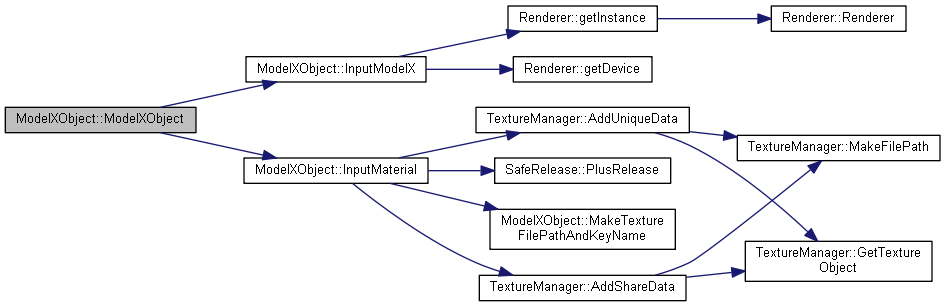 Renderer::getInstance
Renderer::Renderer
ModelXObject::InputModelX
Renderer::getDevice
ModelXObject::ModelXObject
TextureManager::AddUniqueData
TextureManager::MakeFilePath
ModelXObject::InputMaterial
SafeRelease::PlusRelease
ModelXObject::MakeTexture
FilePathAndKeyName
TextureManager::GetTexture
Object
TextureManager::AddShareData